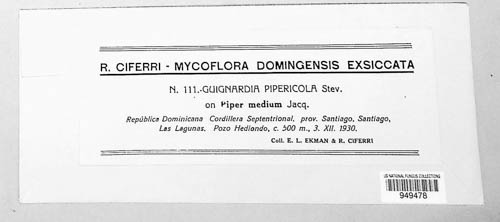 R. CIFERRI - MYCOFLORA DOMINGENSIS EXSICCATA
N. 111.-GUIGNARDIA PIPERICOLA Stev.
on Piper medium Jacq.
República Dominicana Cordillera Septentrional, prov. Santiago, Santiago,
Las Lagunas, Pozo Hediando, c. 500 m., 3. XII. 1930.
Coll. E. L. EKMAN & R. CIFERRI
US NATIONAL FUNGUS COLLECTIONS
949478